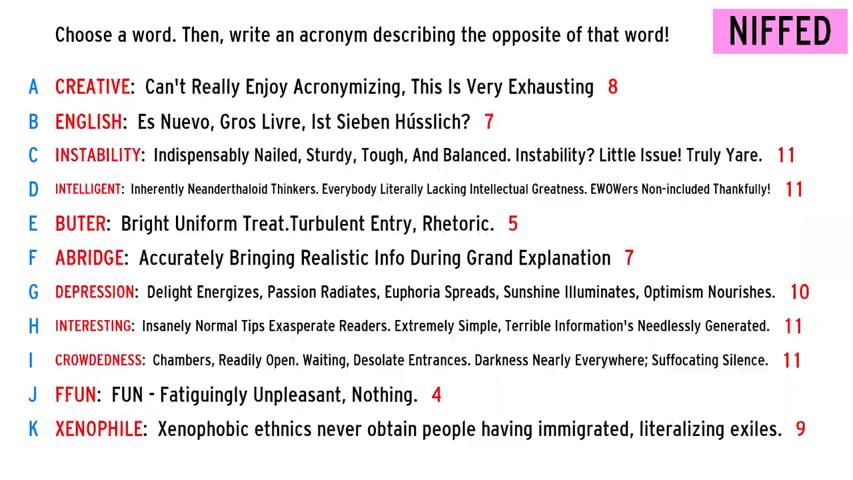 Choose a word. Then, write an acronym describing the opposite of that word!
NIFFED
A CREATIVE: Can't Really Enjoy Acronymizing, This Is Very Exhausting 8
B ENGLISH: Es Nuevo, Gros Livre, Ist Sieben Hússlich? 7
C INSTABILITY: Indispensably Nailed, Sturdy, Tough, And Balanced. Instability? Little Issue! Truly Yare. 11
D INTELLIGENT: Inherently Neanderthaloid Thinkers. Everybody Literally Lacking Intellectual Greatness. EWOWers Non-included Thankfully! 11
E BUTER: Bright Uniform Treat.Turbulent Entry, Rhetoric. 5
F ABRIDGE: Accurately Bringing Realistic Info During Grand Explanation 7
G DEPRESSION: Delight Energizes, Passion Radiates, Euphoria Spreads, Sunshine Illuminates, Optimism Nourishes. 10
H INTERESTING: Insanely Normal Tips Exasperate Readers. Extremely Simple, Terrible Information's Needlessly Generated. 11
I CROWDEDNESS: Chambers, Readily Open. Waiting, Desolate Entrances. Darkness Nearly Everywhere; Suffocating Silence. 11
J FFUN: FUN - Fatiguingly Unpleasant, Nothing. 4
K XENOPHILE: Xenophobic ethnics never obtain people having immigrated, literalizing exiles. 9